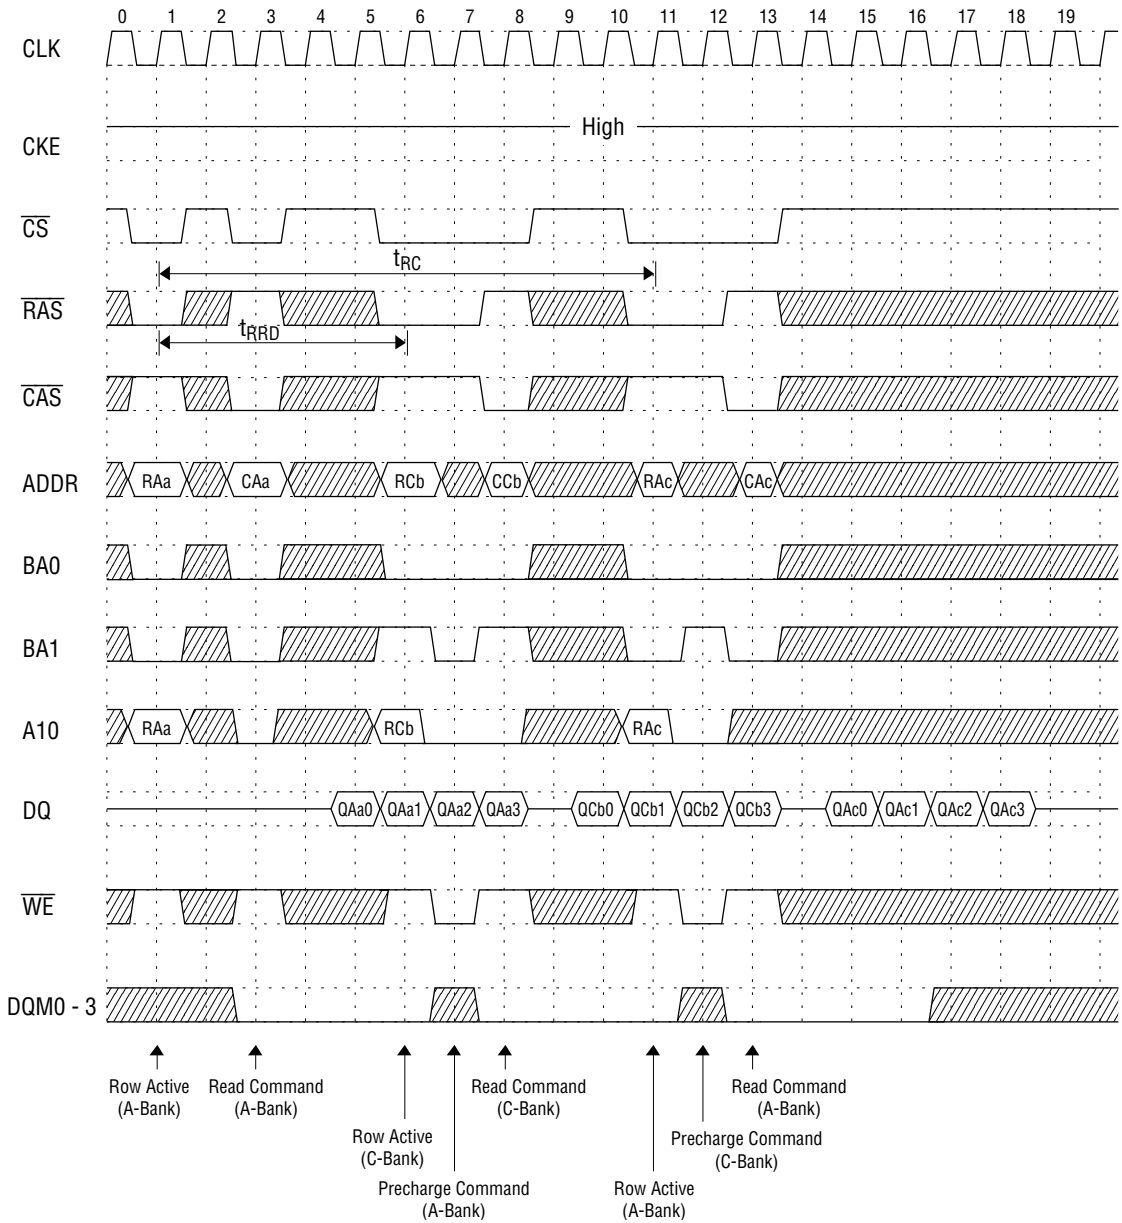 0 1 2 3 4 5 6 7 8 9 10 11 12 13 14 15 16 17 18 19
CLK
High
CKE
CS
tRC
RAS
tRRD
CAS
ADDR RAa CAa RCb CCb RAc CAc
BA0
BA1
A10 RAa RCb RAc
DQ QAa0 QAa1 QAa2 QAa3 QCb0 QCb1 QCb2 QCb3 QAc0 QAc1 QAc2 QAc3
WE
DQM0 - 3
Row Active
(A-Bank)
Read Command
(A-Bank)
Read Command
(C-Bank)
Read Command
(A-Bank)
Row Active
(C-Bank)
Precharge Command
(C-Bank)
Precharge Command
(A-Bank)
Row Active
(A-Bank)